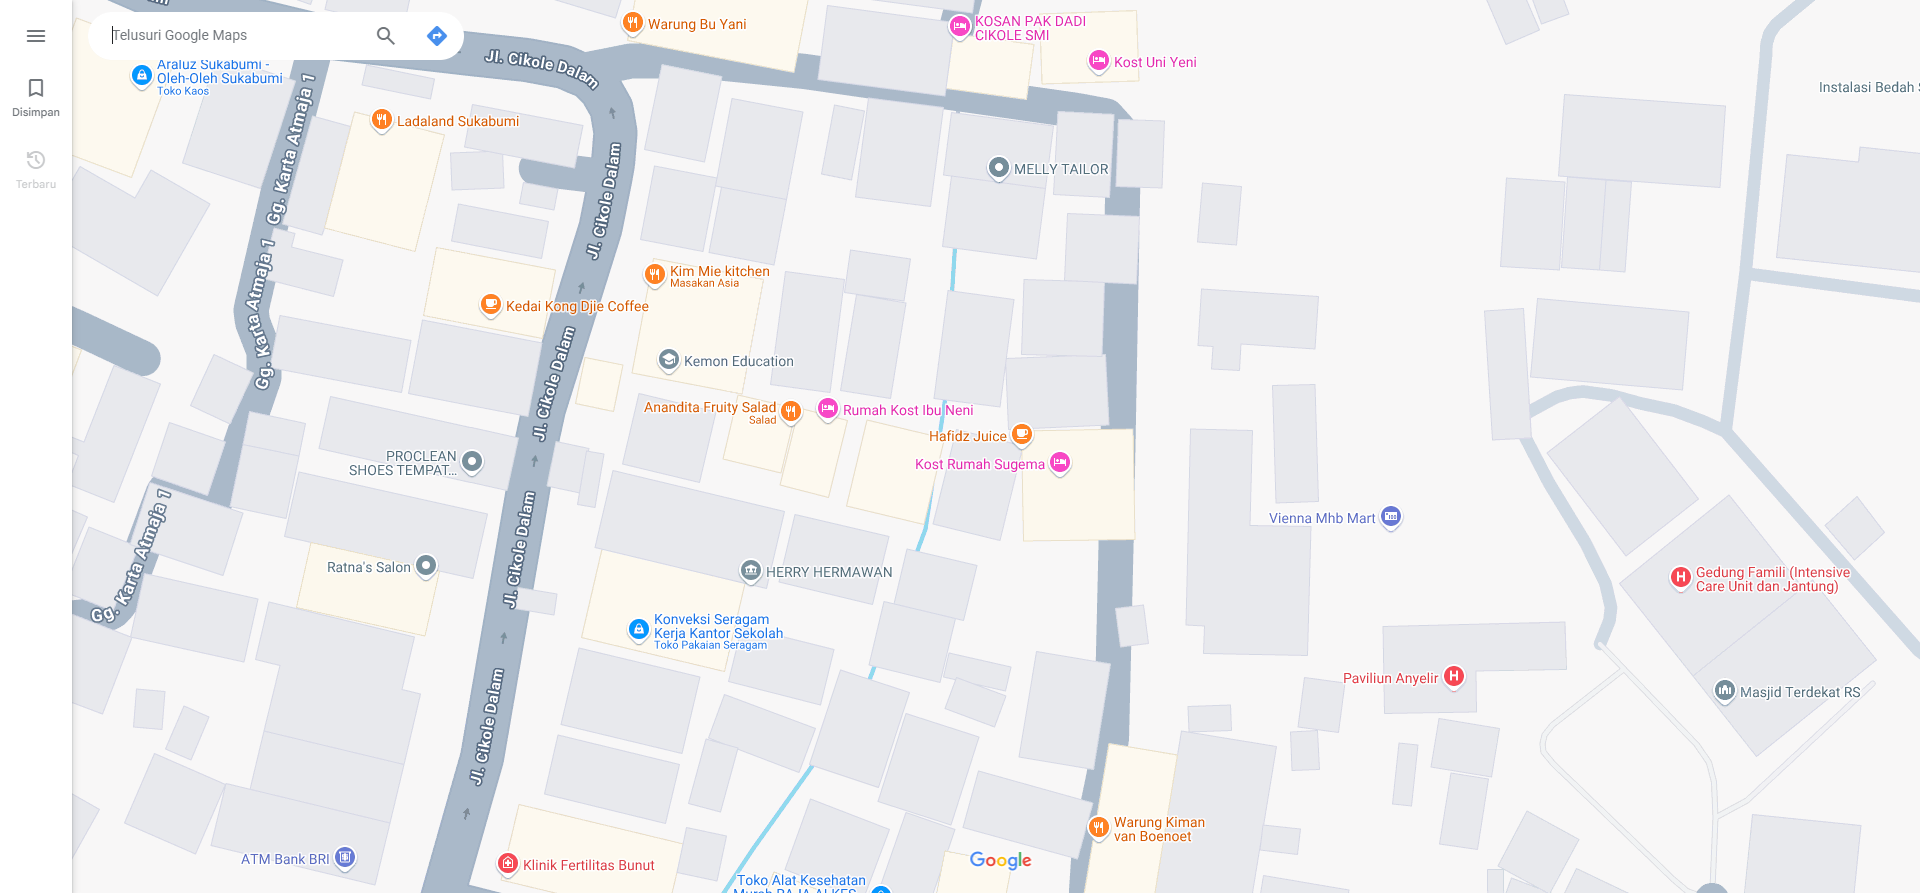 Telusuri Google Maps
Disimpan
Terbaru
Warung Bu Yani
KOSAN PAK DADI
CIKOLE SMI
Kost Uni Yeni
Jl. Cikole Dalam
Araluz Sukabumi -
Oleh-Oleh Sukabumi
Toko Kaos
Instalasi Bedah
Gg. Karta Atmaja 1
Ladaland Sukabumi
MELLY TAILOR
Gg. Karta Atmaja 1
Jl. Cikole Dalam
Kim Mie kitchen
Masakan Asia
Kedai Kong Djie Coffee
Gg. Karta Atmaja 1
Kemon Education
Jl. Cikole Dalam
Anandita Fruity Salad
Salad
Rumah Kost Ibu Neni
Hafidz Juice
PROCLEAN
SHOES TEMPAT...
Kost Rumah Sugema
Vienna Mhb Mart
Gg. Karta Atmaja 1
Jl. Cikole Dalam
Ratna's Salon
HERRY HERMAWAN
Gedung Famili (Intensive
Care Unit dan Jantung)
Konveksi Seragam
Kerja Kantor Sekolah
Toko Pakaian Seragam
Paviliun Anyelir
Masjid Terdekat RS
Jl. Cikole Dalam
Warung Kiman
van Boenoet
ATM Bank BRI
Klinik Fertilitas Bunut
Google
Toko Alat Kesehatan